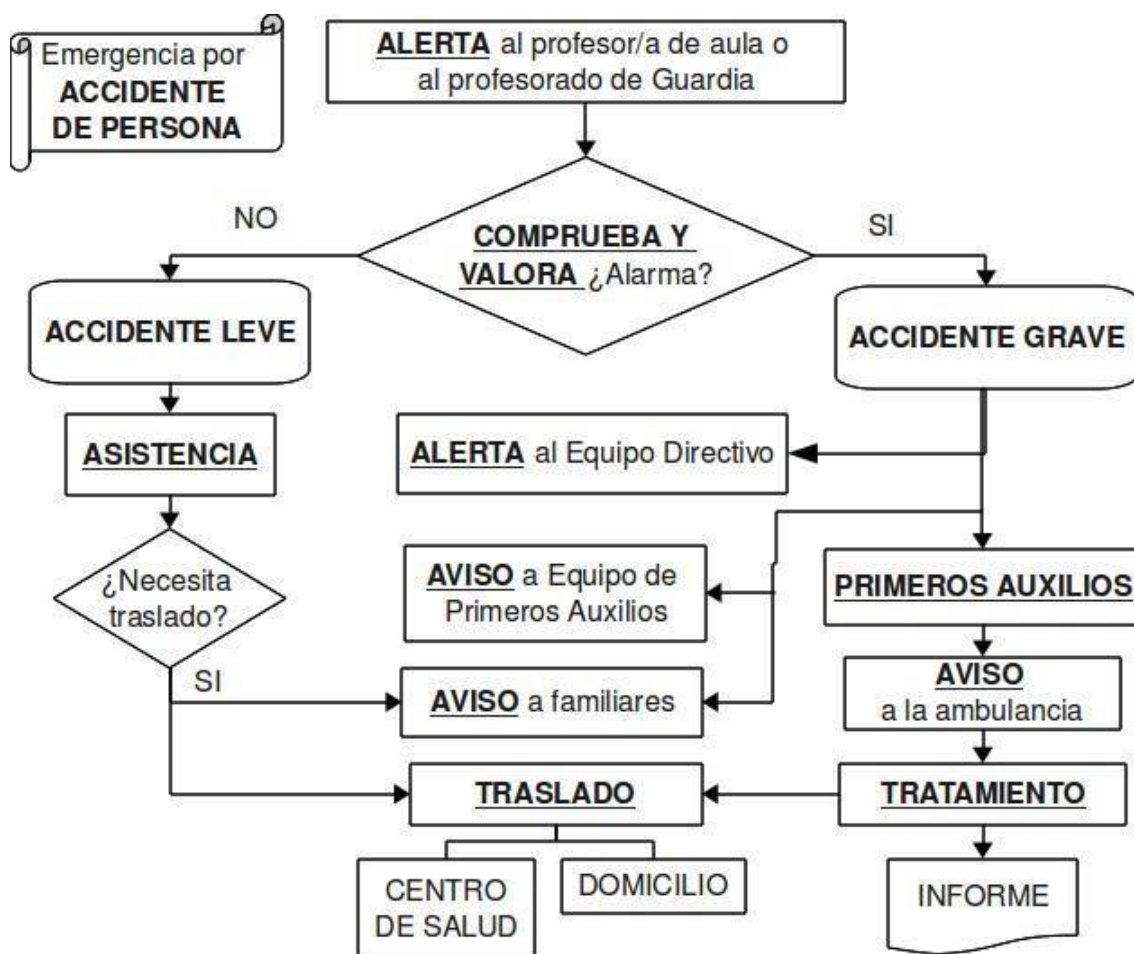 Emergencia por
ACCIDENTE
DE PERSONA
ALERTA al profesor/a de aula o
al profesorado de Guardia
NO
COMPRUEBA Y
VALORA ¿Alarma?
SI
ACCIDENTE LEVE
ACCIDENTE GRAVE
ASISTENCIA
ALERTA al Equipo Directivo
¿Necesita
traslado?
AVISO a Equipo de
Primeros Auxilios
PRIMEROS AUXILIOS
SI
AVISO a familiares
AVISO
a la ambulancia
TRASLADO
TRATAMIENTO
CENTRO
DE SALUD
DOMICILIO
INFORME